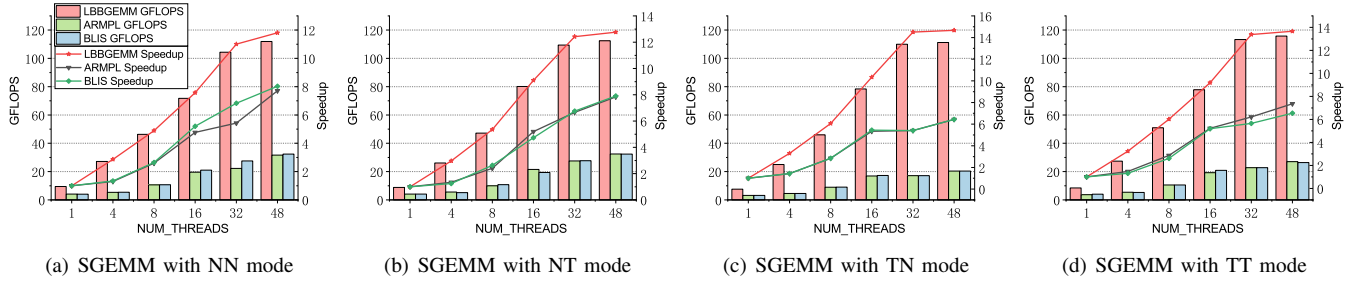 LBBGEMM GFLOPS
ARMPL GFLOPS
BLIS GFLOPS
LBBGEMM Speedup
ARMPL Speedup
BLIS Speedup
GFLOPS
120
100
80
60
40
20
0
1 4 8 16 32 48
NUM_THREADS
12
10
8
6
4
2
0
Speedup
(a) SGEMM with NN mode
GFLOPS
120
100
80
60
40
20
0
1 4 8 16 32 48
NUM_THREADS
14
12
10
8
6
4
2
0
Speedup
(b) SGEMM with NT mode
GFLOPS
120
100
80
60
40
20
0
1 4 8 16 32 48
NUM_THREADS
16
14
12
10
8
6
4
2
0
Speedup
(c) SGEMM with TN mode
GFLOPS
120
100
80
60
40
20
0
1 4 8 16 32 48
NUM_THREADS
14
12
10
8
6
4
2
0
Speedup
(d) SGEMM with TT mode